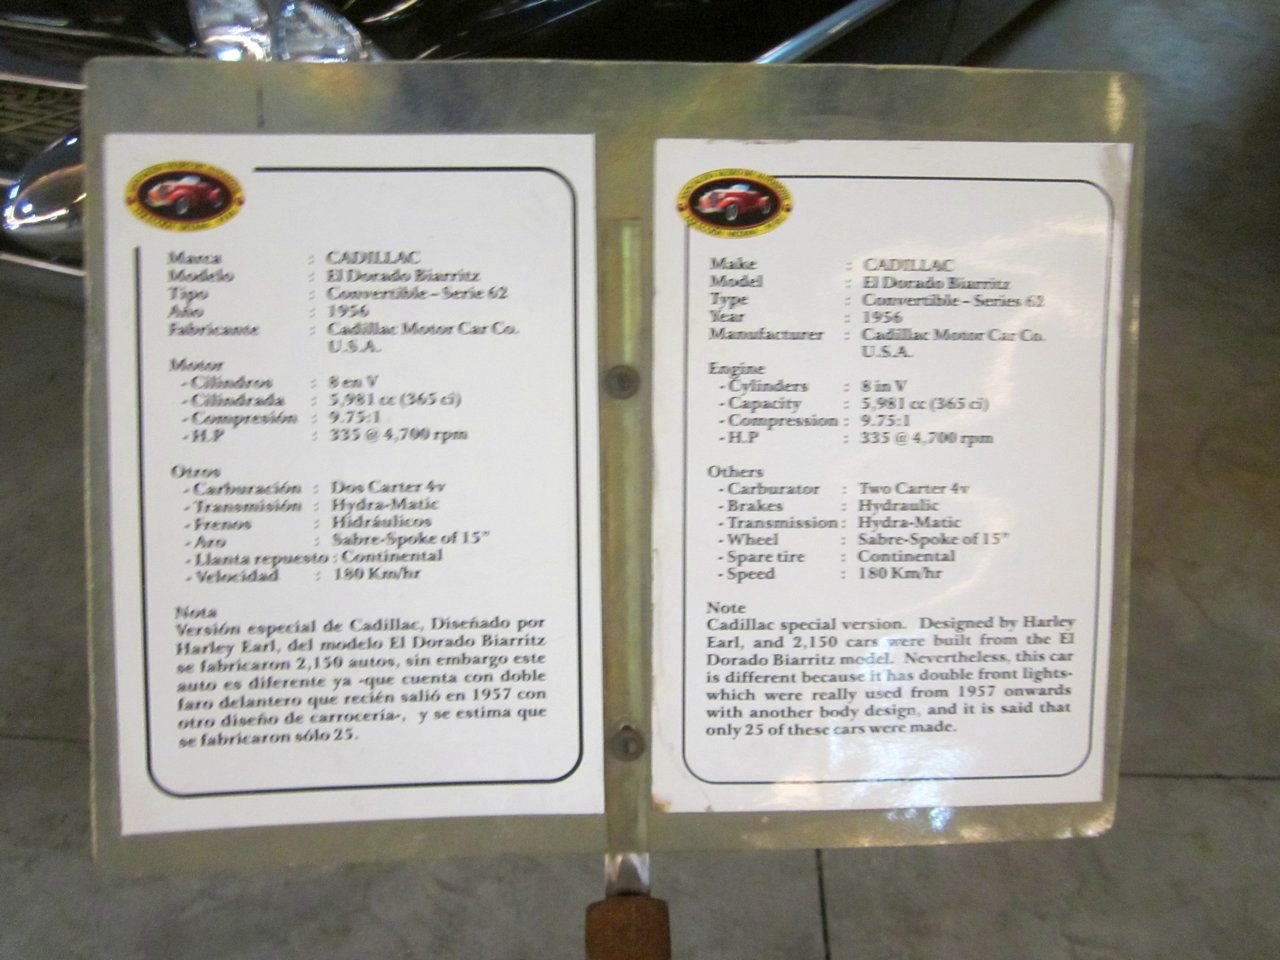 Marca : CADILLAC
Modelo : El Dorado Biarritz
Tipo : Convertible - Serie 62
Año : 1956
Fabricante : Cadillac Motor Car Co.
U.S.A.
Motor
- Cilindros : 8 en V
- Cilindrada : 5,981 cc (365 ci)
- Compresión : 9.75:1
- H.P : 335 @ 4,700 rpm
Otros
- Carburación : Dos Carter 4v
- Transmisión : Hydra-Matic
- Frenos : Hidráulicos
- Aro : Sabre-Spoke of 15"
- Llanta repuesto : Continental
- Velocidad : 180 Km/hr
Nota
Versión especial de Cadillac, Diseñado por
Harley Earl, del modelo El Dorado Biarritz
se fabricaron 2,150 autos, sin embargo este
auto es diferente ya -que cuenta con doble
faro delantero que recién salió en 1957 con
otro diseño de carrocería-, y se estima que
se fabricaron sólo 25.
Make : CADILLAC
Model : El Dorado Biarritz
Type : Convertible - Series 62
Year : 1956
Manufacturer : Cadillac Motor Car Co.
U.S.A.
Engine
- Cylinders : 8 in V
- Capacity : 5,981 cc (365 ci)
- Compression : 9.75:1
- H.P : 335 @ 4,700 rpm
Others
- Carburator : Two Carter 4v
- Brakes : Hydraulic
- Transmission : Hydra-Matic
- Wheel : Sabre-Spoke of 15"
- Spare tire : Continental
- Speed : 180 Km/hr
Note
Cadillac special version. Designed by Harley
Earl, and 2,150 cars were built from the El
Dorado Biarritz model. Nevertheless, this car
is different because it has double front lights-
which were really used from 1957 onwards
with another body design, and it is said that
only 25 of these cars were made.